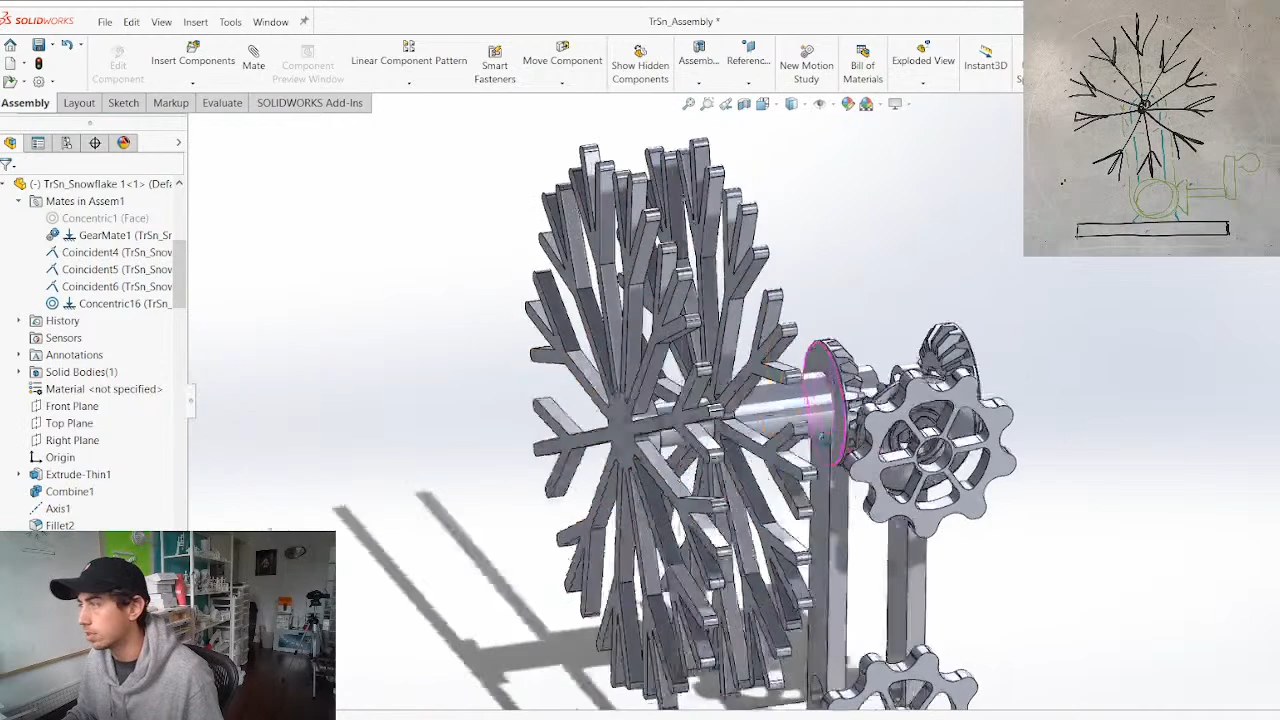 SOLIDWORKS File Edit View Insert Tools Window TrSn_Assembly *
Edit Component
Insert Components
Mate
Component Preview Window
Linear Component Pattern
Smart Fasteners
Move Component
Show Hidden Components
Assemb...
Referenc...
New Motion Study
Bill of Materials
Exploded View
Instant3D
Assembly Layout Sketch Markup Evaluate SOLIDWORKS Add-Ins
(-) TrSn_Snowflake 1<1> (Defa
Mates in Assem1
Concentric1 (Face)
GearMate1 (TrSn_Sr
Coincident4 (TrSn_Snow
Coincident5 (TrSn_Snow
Coincident6 (TrSn_Snow
Concentric16 (TrSn_
History
Sensors
Annotations
Solid Bodies(1)
Material <not specified>
Front Plane
Top Plane
Right Plane
Origin
Extrude-Thin1
Combine1
Axis1
Fillet2